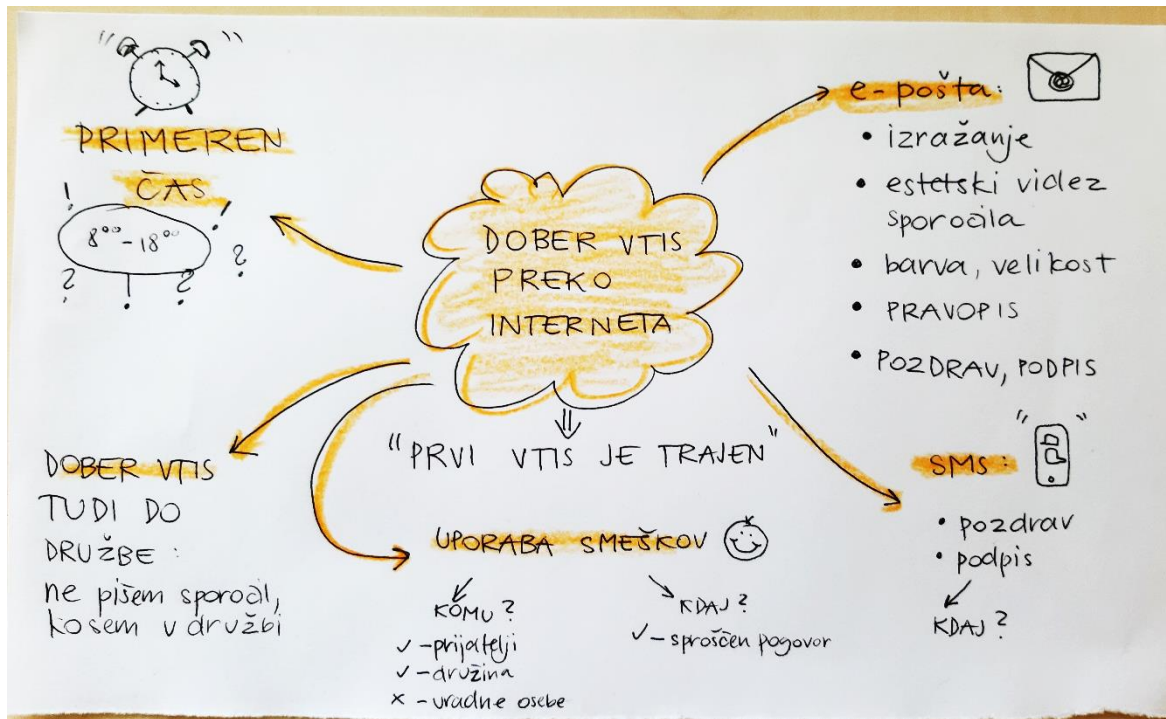 PRIMEREN
ČAS
8⁰⁰ - 18⁰⁰
DOBER VTIS
PREKO
INTERNETA
"PRVI VTIS JE TRAJEN"
e-pošta:
• izražanje
• estetski videz
sporočila
• barva, velikost
• PRAVOPIS
• POZDRAV, PODPIS
SMS:
• pozdrav
• podpis
KDAJ?
UPORABA SMEŠKOV
KOMU?
✓ - prijatelji
✓ - družina
× - uradne osebe
KDAJ?
✓ - sproščen pogovor
DOBER VTIS
TUDI DO
DRUŽBE:
ne pišem sporočil,
ko sem v družbi